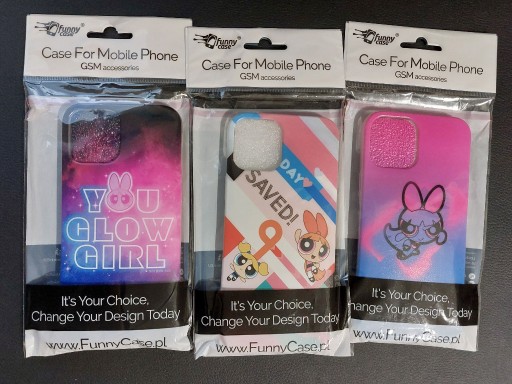 Funny
Case
Case For Mobile Phone
GSM accessories
YOU
GLOW
GIRL
It's Your Choice,
Change Your Design Today
www.FunnyCase.pl
Funny
Case
Case For Mobile Phone
GSM accessories
DAY
SAVED!
It's Your Choice,
Change Your Design Today
www.FunnyCase.pl
Funny
Case
Case For Mobile Phone
GSM accessories
It's Your Choice,
Change Your Design Today
www.FunnyCase.pl